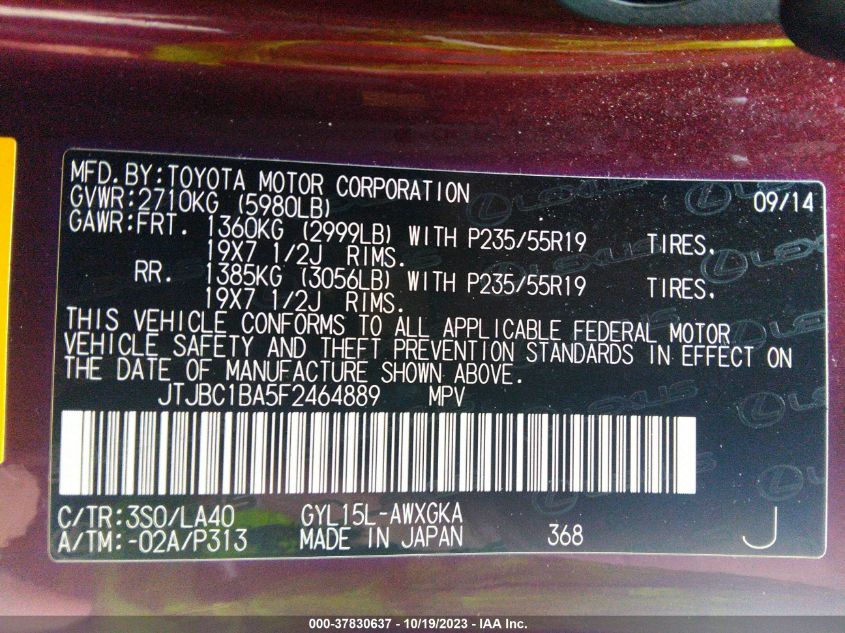 MFD.BY:TOYOTA MOTOR CORPORATION 09/14
GVWR:2710KG (5980LB)
GAWR:FRT. 1360KG (2999LB) WITH P235/55R19 TIRES.
19X7 1/2J RIMS.
RR. 1385KG (3056LB) WITH P235/55R19 TIRES.
19X7 1/2J RIMS.
THIS VEHICLE CONFORMS TO ALL APPLICABLE FEDERAL MOTOR
VEHICLE SAFETY AND THEFT PREVENTION STANDARDS IN EFFECT ON
THE DATE OF MANUFACTURE SHOWN ABOVE.
JTJBC1BA5F2464889 MPV
C/TR:3S0/LA40 GYL15L-AWXGKA
A/TM:-02A/P313 MADE IN JAPAN 368 J
LEXUS
LEXUS
LEXUS
LEXUS
000-37830637 - 10/19/2023 - IAA Inc.